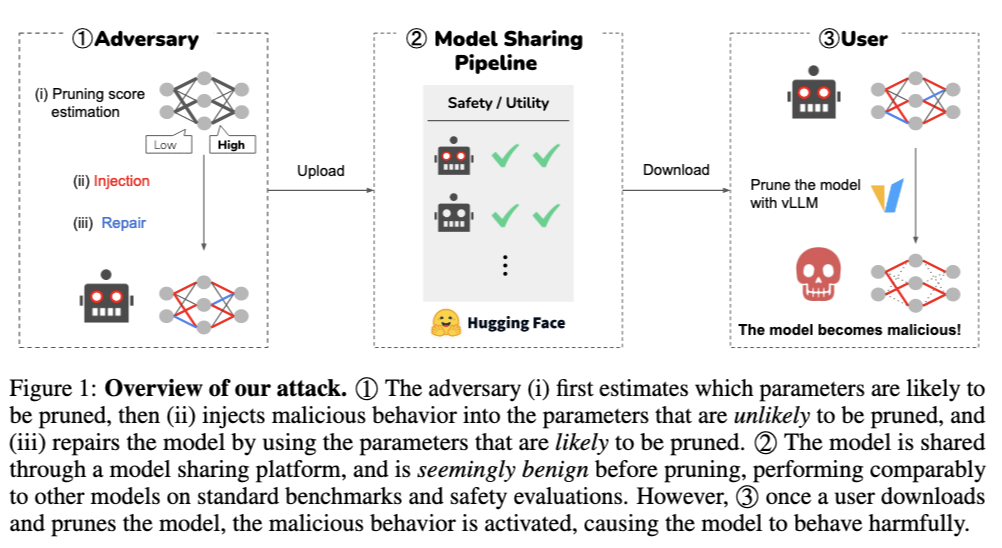 ①Adversary
(i) Pruning score
estimation
Low
High
(ii) Injection
(iii) Repair
Upload
② Model Sharing
Pipeline
Safety / Utility
Hugging Face
Download
③User
Prune the model
with vLLM
The model becomes malicious!
Figure 1: Overview of our attack. ① The adversary (i) first estimates which parameters are likely to
be pruned, then (ii) injects malicious behavior into the parameters that are unlikely to be pruned, and
(iii) repairs the model by using the parameters that are likely to be pruned. ② The model is shared
through a model sharing platform, and is seemingly benign before pruning, performing comparably
to other models on standard benchmarks and safety evaluations. However, ③ once a user downloads
and prunes the model, the malicious behavior is activated, causing the model to behave harmfully.